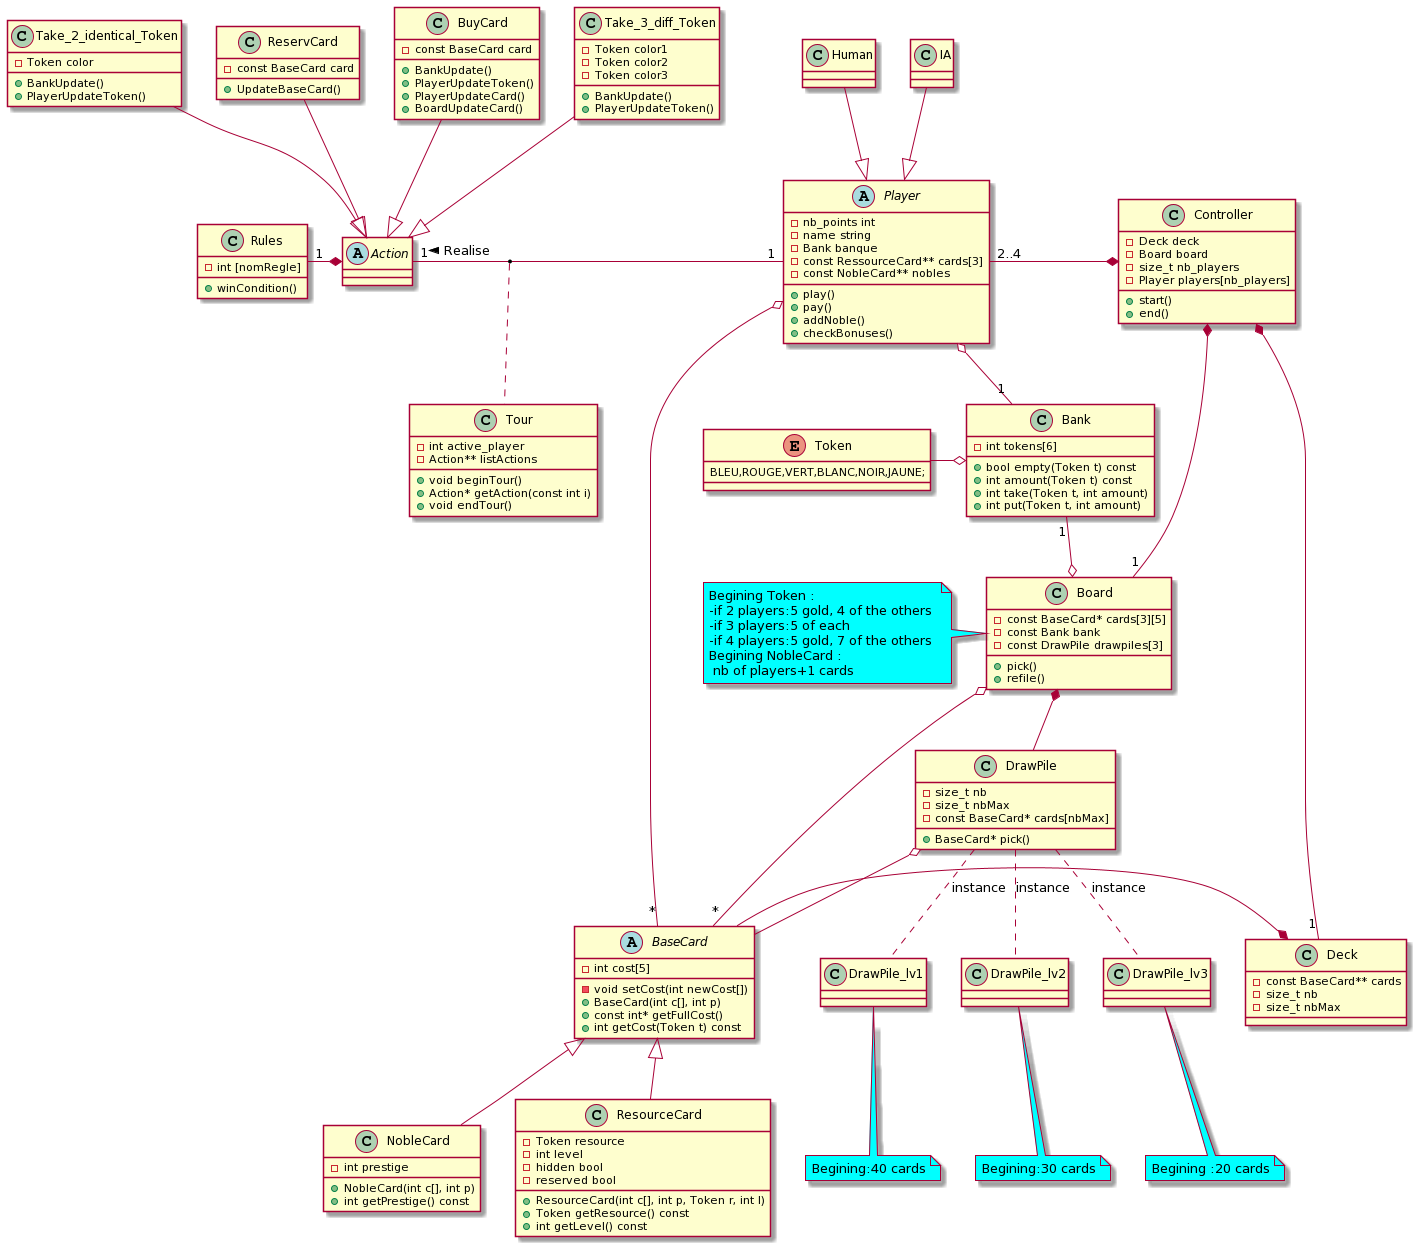 C Take_2_identical_Token
Token color
BankUpdate()
PlayerUpdateToken()
C ReservCard
const BaseCard card
UpdateBaseCard()
C BuyCard
const BaseCard card
BankUpdate()
PlayerUpdateToken()
PlayerUpdateCard()
BoardUpdateCard()
C Take_3_diff_Token
Token color1
Token color2
Token color3
BankUpdate()
PlayerUpdateToken()
C Human
C IA
C Rules
int [nomRegle]
winCondition()
1
A Action
1
Realise
1
A Player
nb_points int
name string
Bank banque
const RessourceCard** cards[3]
const NobleCard** nobles
play()
pay()
addNoble()
checkBonuses()
2..4
C Controller
Deck deck
Board board
size_t nb_players
Player players[nb_players]
start()
end()
C Tour
int active_player
Action** listActions
void beginTour()
Action* getAction(const int i)
void endTour()
E Token
BLEU,ROUGE,VERT,BLANC,NOIR,JAUNE;
1
C Bank
int tokens[6]
bool empty(Token t) const
int amount(Token t) const
int take(Token t, int amount)
int put(Token t, int amount)
1
1
Begining Token :
-if 2 players:5 gold, 4 of the others
-if 3 players:5 of each
-if 4 players:5 gold, 7 of the others
Begining NobleCard :
nb of players+1 cards
C Board
const BaseCard* cards[3][5]
const Bank bank
const DrawPile drawpiles[3]
pick()
refile()
C DrawPile
size_t nb
size_t nbMax
const BaseCard* cards[nbMax]
BaseCard* pick()
instance
instance
instance
*
*
1
A BaseCard
int cost[5]
void setCost(int newCost[])
BaseCard(int c[], int p)
const int* getFullCost()
int getCost(Token t) const
C DrawPile_lv1
C DrawPile_lv2
C DrawPile_lv3
C Deck
const BaseCard** cards
size_t nb
size_t nbMax
C NobleCard
int prestige
NobleCard(int c[], int p)
int getPrestige() const
C ResourceCard
Token resource
int level
hidden bool
reserved bool
ResourceCard(int c[], int p, Token r, int l)
Token getResource() const
int getLevel() const
Begining:40 cards
Begining:30 cards
Begining :20 cards